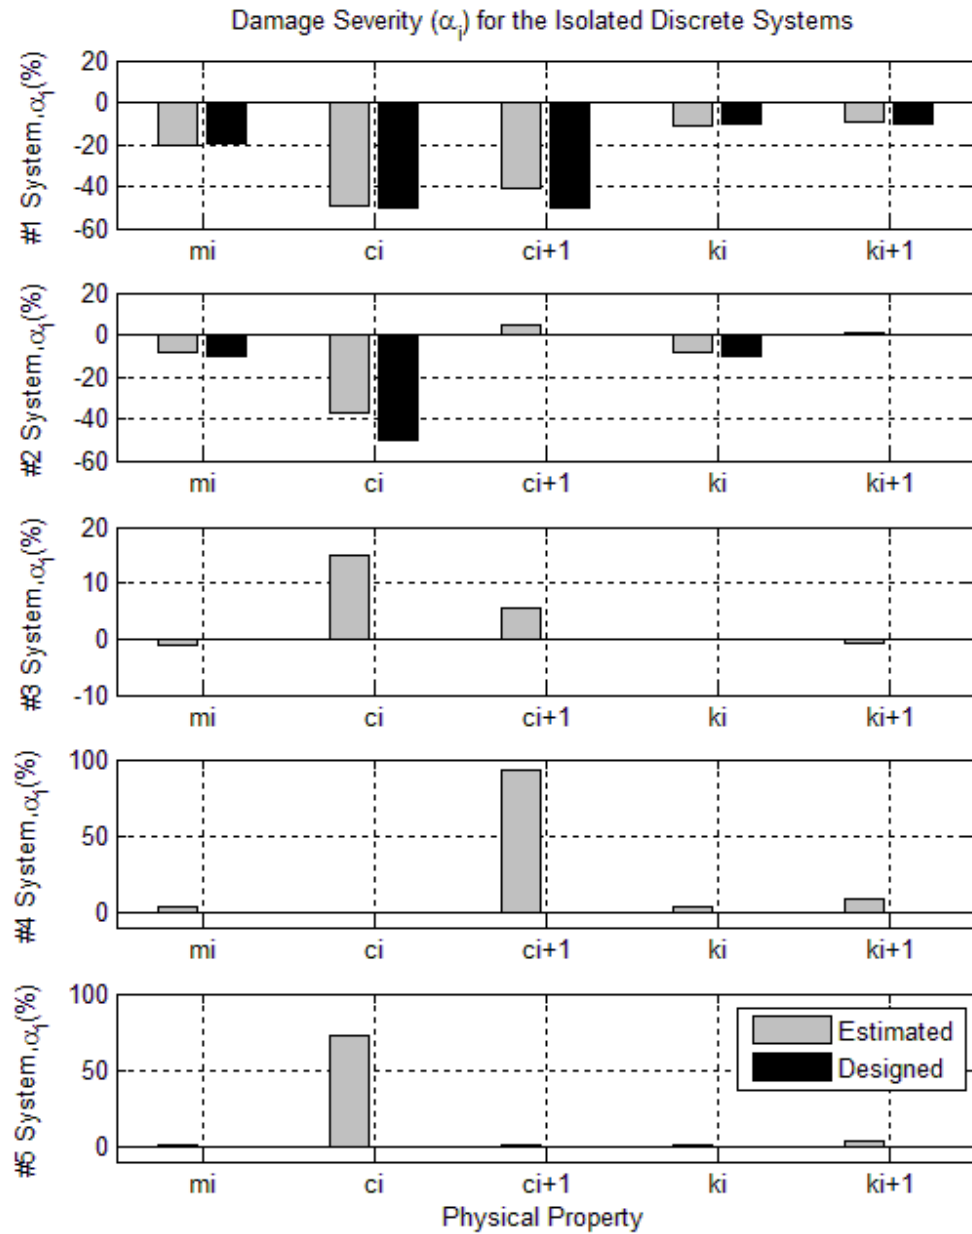 Damage Severity (αi) for the Isolated Discrete Systems
#1 System,αi(%)
20
0
-20
-40
-60
mi ci ci+1 ki ki+1
#2 System,αi(%)
20
0
-20
-40
-60
mi ci ci+1 ki ki+1
#3 System,αi(%)
20
10
0
-10
mi ci ci+1 ki ki+1
#4 System,αi(%)
100
50
0
mi ci ci+1 ki ki+1
#5 System,αi(%)
100
50
0
Estimated
Designed
mi ci ci+1 ki ki+1
Physical Property